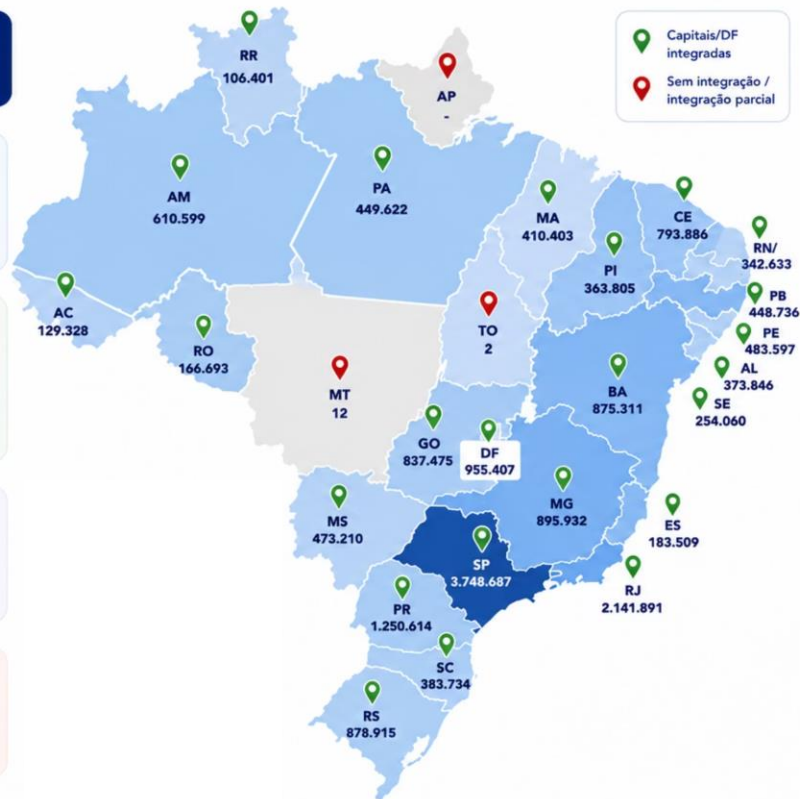 Capitais/DF
integradas
Sem integração /
integração parcial
RR
106.401
AP
-
AM
610.599
PA
449.622
MA
410.403
CE
793.886
RN/
342.633
PI
363.805
PB
448.736
AC
129.328
RO
166.693
TO
2
PE
483.597
MT
12
BA
875.311
AL
373.846
SE
254.060
GO
837.475
DF
955.407
MG
895.932
MS
473.210
ES
183.509
SP
3.748.687
RJ
2.141.891
PR
1.250.614
SC
383.734
RS
878.915